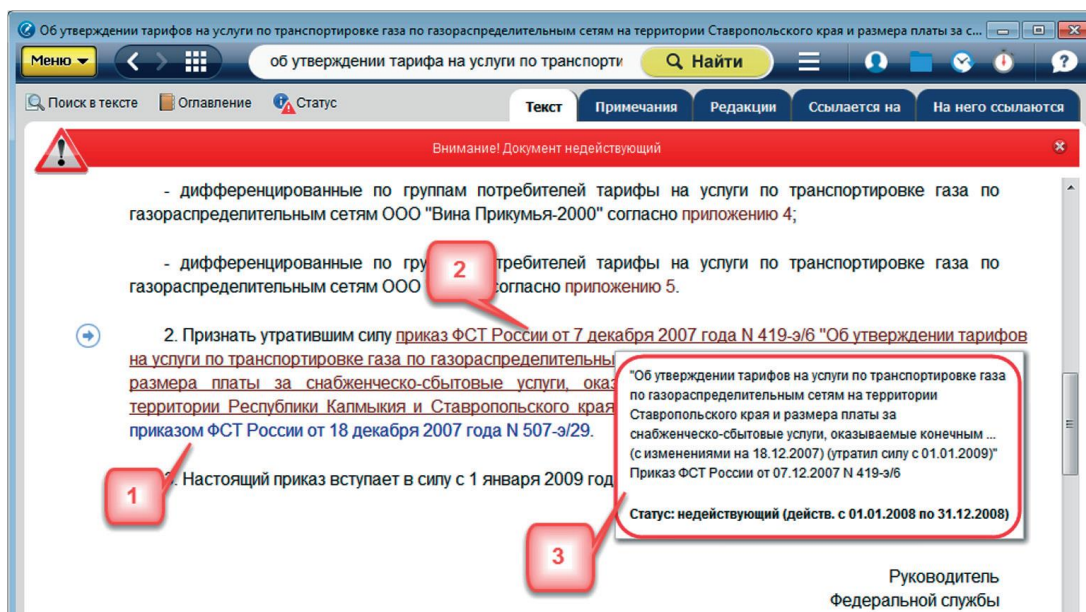 Об утверждении тарифов на услуги по транспортировке газа по газораспределительным сетям на территории Ставропольского края и размера платы за с...
Меню
об утверждении тарифа на услуги по транспорти
Найти
?
Поиск в тексте
Оглавление
Статус
Текст
Примечания
Редакции
Ссылается на
На него ссылаются
Внимание! Документ недействующий
- дифференцированные по группам потребителей тарифы на услуги по транспортировке газа по
газораспределительным сетям ООО "Вина Прикумья-2000" согласно приложению 4;
- дифференцированные по гру требителей тарифы на услуги по транспортировке газа по
газораспределительным сетям ООО огласно приложению 5.
2
2. Признать утратившим силу приказ ФСТ России от 7 декабря 2007 года N 419-э/6 "Об утверждении тарифов
на услуги по транспортировке газа по газораспределительны
размера платы за снабженческо-сбытовые услуги, оказ
территории Республики Калмыкия и Ставропольского края
приказом ФСТ России от 18 декабря 2007 года N 507-э/29.
1
. Настоящий приказ вступает в силу с 1 января 2009 год
"Об утверждении тарифов на услуги по транспортировке газа
по газораспределительным сетям на территории
Ставропольского края и размера платы за
снабженческо-сбытовые услуги, оказываемые конечным ...
(с изменениями на 18.12.2007) (утратил силу с 01.01.2009)"
Приказ ФСТ России от 07.12.2007 N 419-э/6
Статус: недействующий (действ. с 01.01.2008 по 31.12.2008)
3
Руководитель
Федеральной службы